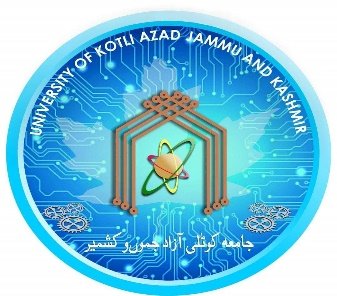 UNIVERSITY OF KOTLI AZAD JAMMU AND KASHMIR
جامعہ کوٹلی آزاد جموں و کشمیر